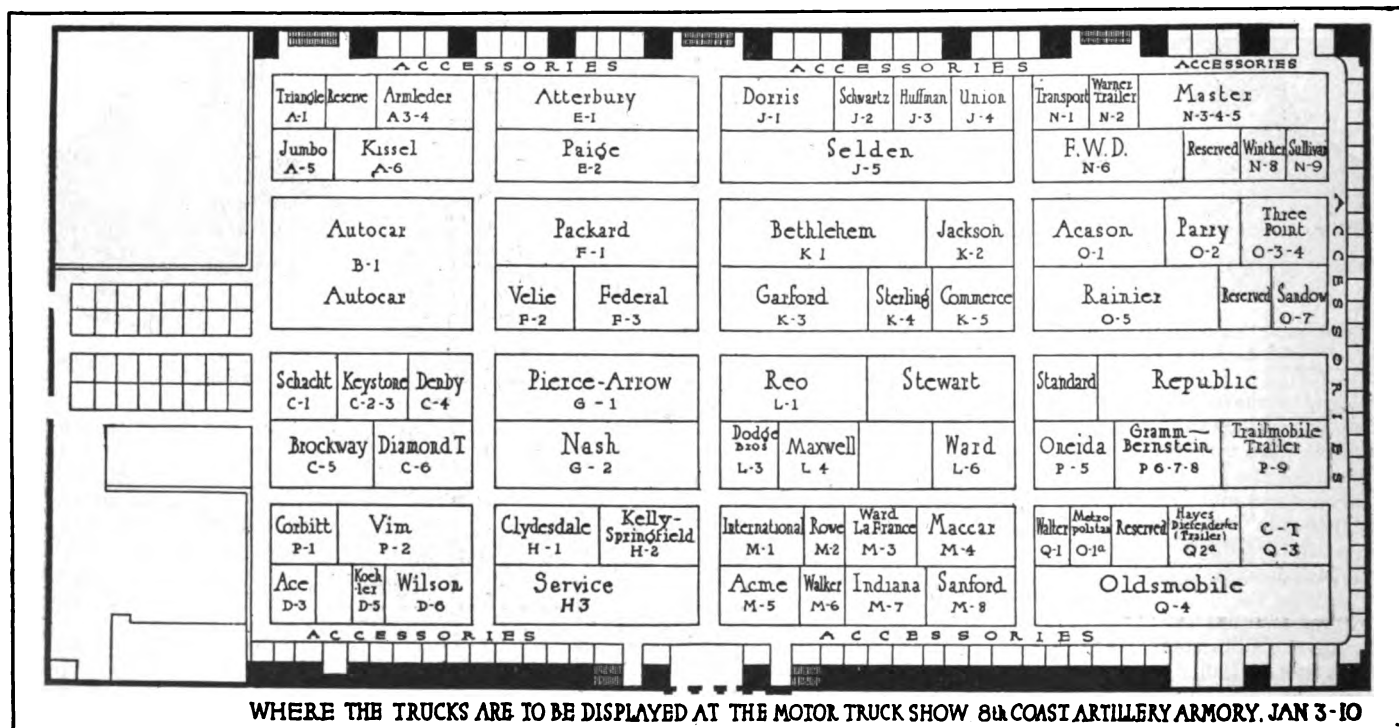 ACCESSORIES ACCESSORIES ACCESSORIES
Triangle Reserve Armleder
A-1 A 3-4
Jumbo Kissel
A-5 A-6
Atterbury
E-1
Paige
E-2
Dorris Schwartz Huffman Union
J-1 J-2 J-3 J-4
Selden
J-5
Transport Warner Trailer Master
N-1 N-2 N-3-4-5
F.W.D. Reserved Winther Sullivan
N-6 N-8 N-9
ACCESSORIES
Autocar
B-1
Autocar
Packard
F-1
Velie Federal
F-2 F-3
Bethlehem Jackson
K 1 K-2
Garford Sterling Commerce
K-3 K-4 K-5
Acason Parry Three Point
O-1 O-2 O-3-4
Rainier Reserved Sandow
O-5 O-7
Schacht Keystone Denby
C-1 C-2-3 C-4
Brockway Diamond T
C-5 C-6
Pierce-Arrow
G-1
Nash
G-2
Reo Stewart
L-1
Dodge Bros Maxwell Ward
L-3 L 4 L-6
Standard Republic
Oneida Gramm-Bernstein Trailmobile Trailer
P-5 P 6-7-8 P-9
Corbitt Vim
P-1 P-2
Ace Koehler Wilson
D-3 D-5 D-6
Clydesdale Kelly-Springfield
H-1 H-2
Service
H3
International Rowe Ward La France Maccar
M-1 M-2 M-3 M-4
Acme Walker Indiana Sanford
M-5 M-6 M-7 M-8
Walter Metropolitan Reserved Hayes Diefenderfer (Trailer) C-T
Q-1 O-1a Q2a Q-3
Oldsmobile
Q-4
ACCESSORIES ACCESSORIES
WHERE THE TRUCKS ARE TO BE DISPLAYED AT THE MOTOR TRUCK SHOW 8th COAST ARTILLERY ARMORY. JAN 3-10